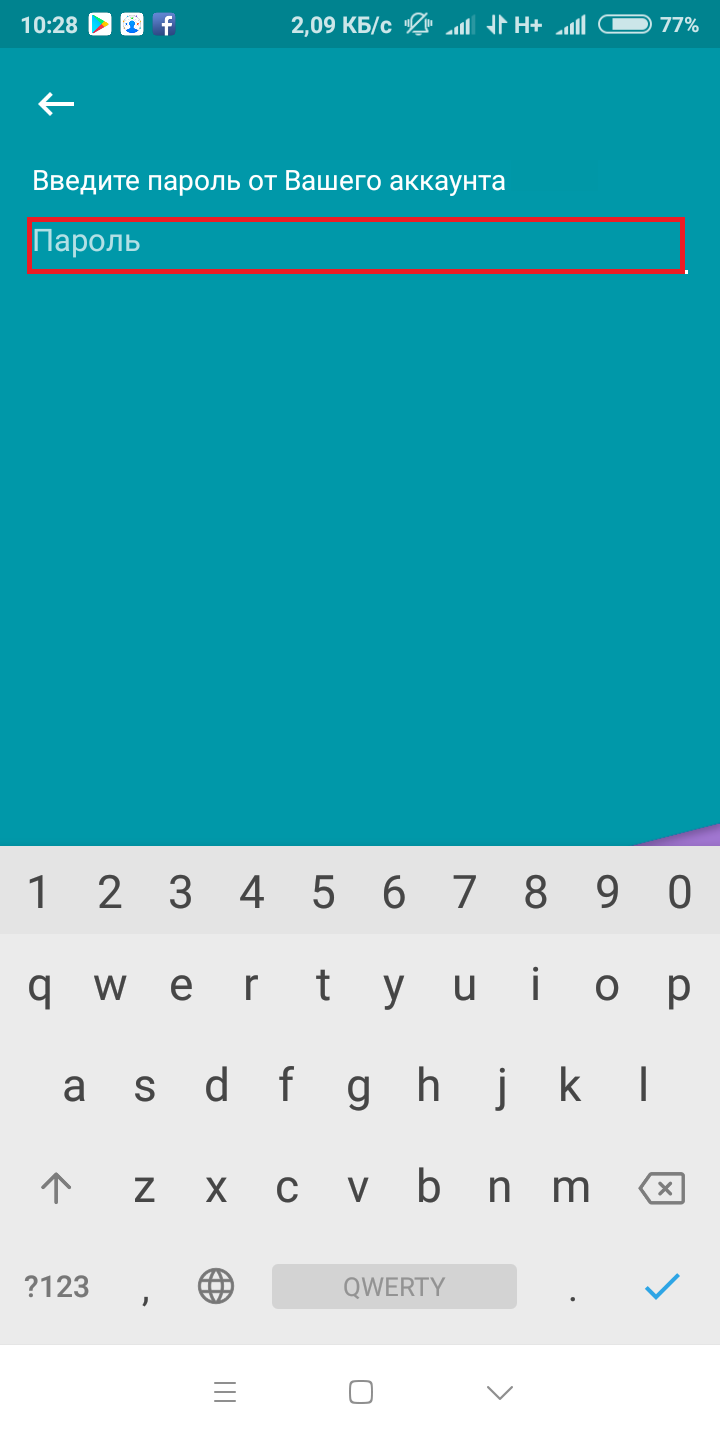 10:28 2,09 КБ/с H+ 77%
Введите пароль от Вашего аккаунта
Пароль
1 2 3 4 5 6 7 8 9 0
q w e r t y u i o p
a s d f g h j k l
z x c v b n m
?123 , QWERTY .